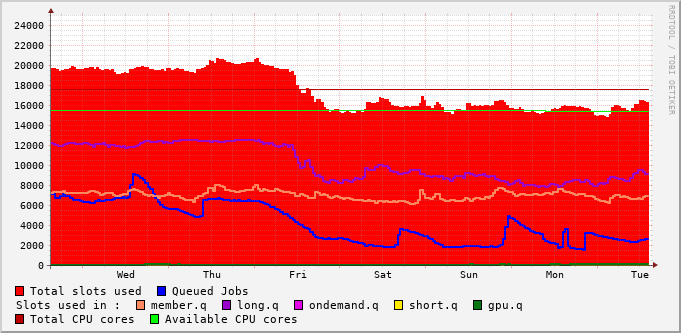 24000
22000
20000
18000
16000
14000
12000
10000
8000
6000
4000
2000
0
Wed Thu Fri Sat Sun Mon Tue
Total slots used Queued Jobs
Slots used in : member.q long.q ondemand.q short.q gpu.q
Total CPU cores Available CPU cores
RRDTOOL / TOBI OETIKER